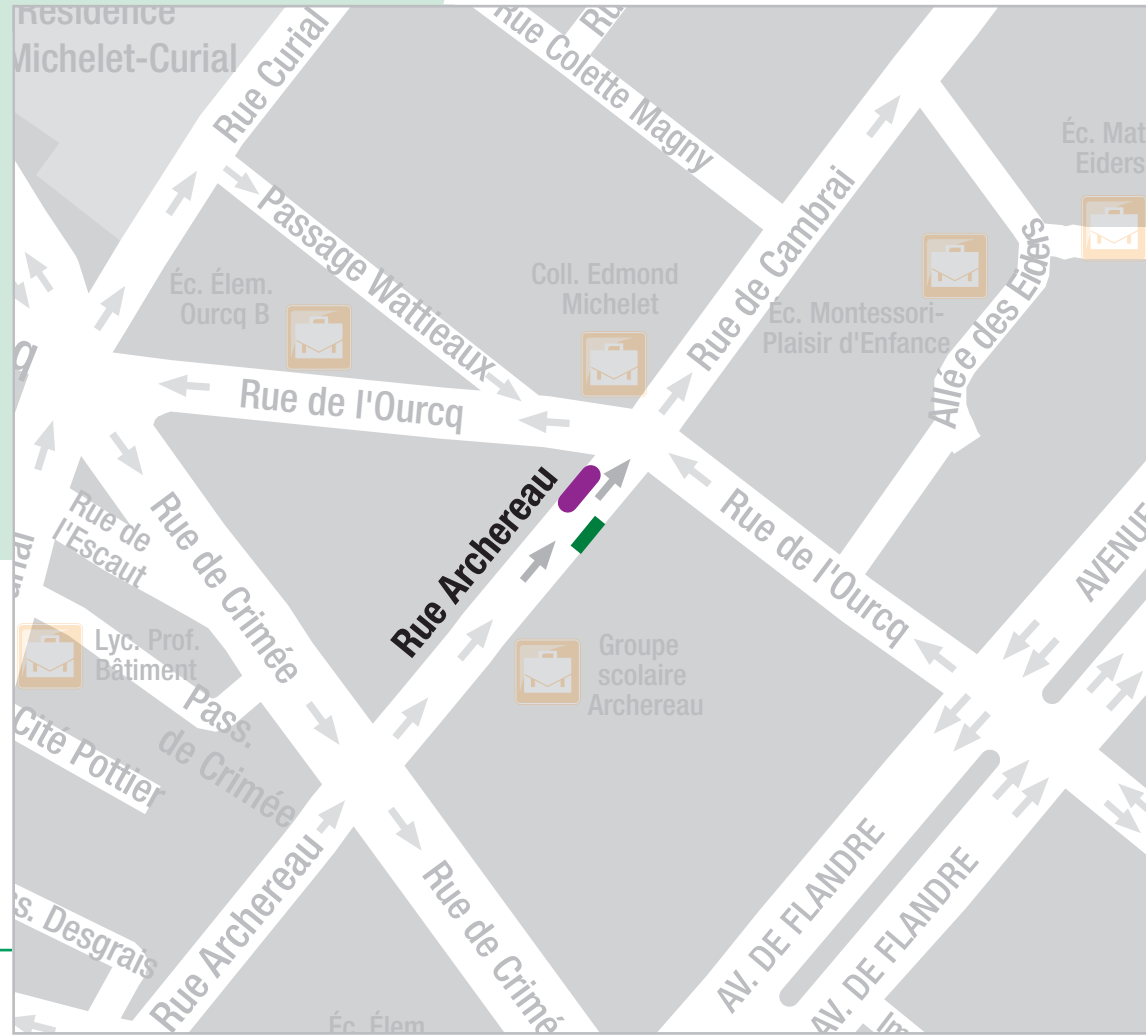 Résidence
Michelet-Curial
Rue Curial
Rue Colette Magny
Éc. Mat
Eiders
Passage Wattieaux
Éc. Élem.
Ourcq B
Coll. Edmond
Michelet
Rue de Cambrai
Éc. Montessori-
Plaisir d'Enfance
Allée des Eiders
Rue de l'Ourcq
Rue Archereau
Rue de
l'Escaut
Rue de Crimée
Rue de l'Ourcq
AVENUE
Lyc. Prof.
Bâtiment
Groupe
scolaire
Archereau
Pass.
de Crimée
Cité Pottier
Rue Archereau
Rue de Crimé
AV. DE FLANDRE
AV. DE FLANDRE
s. Desgrais
Éc. Élem